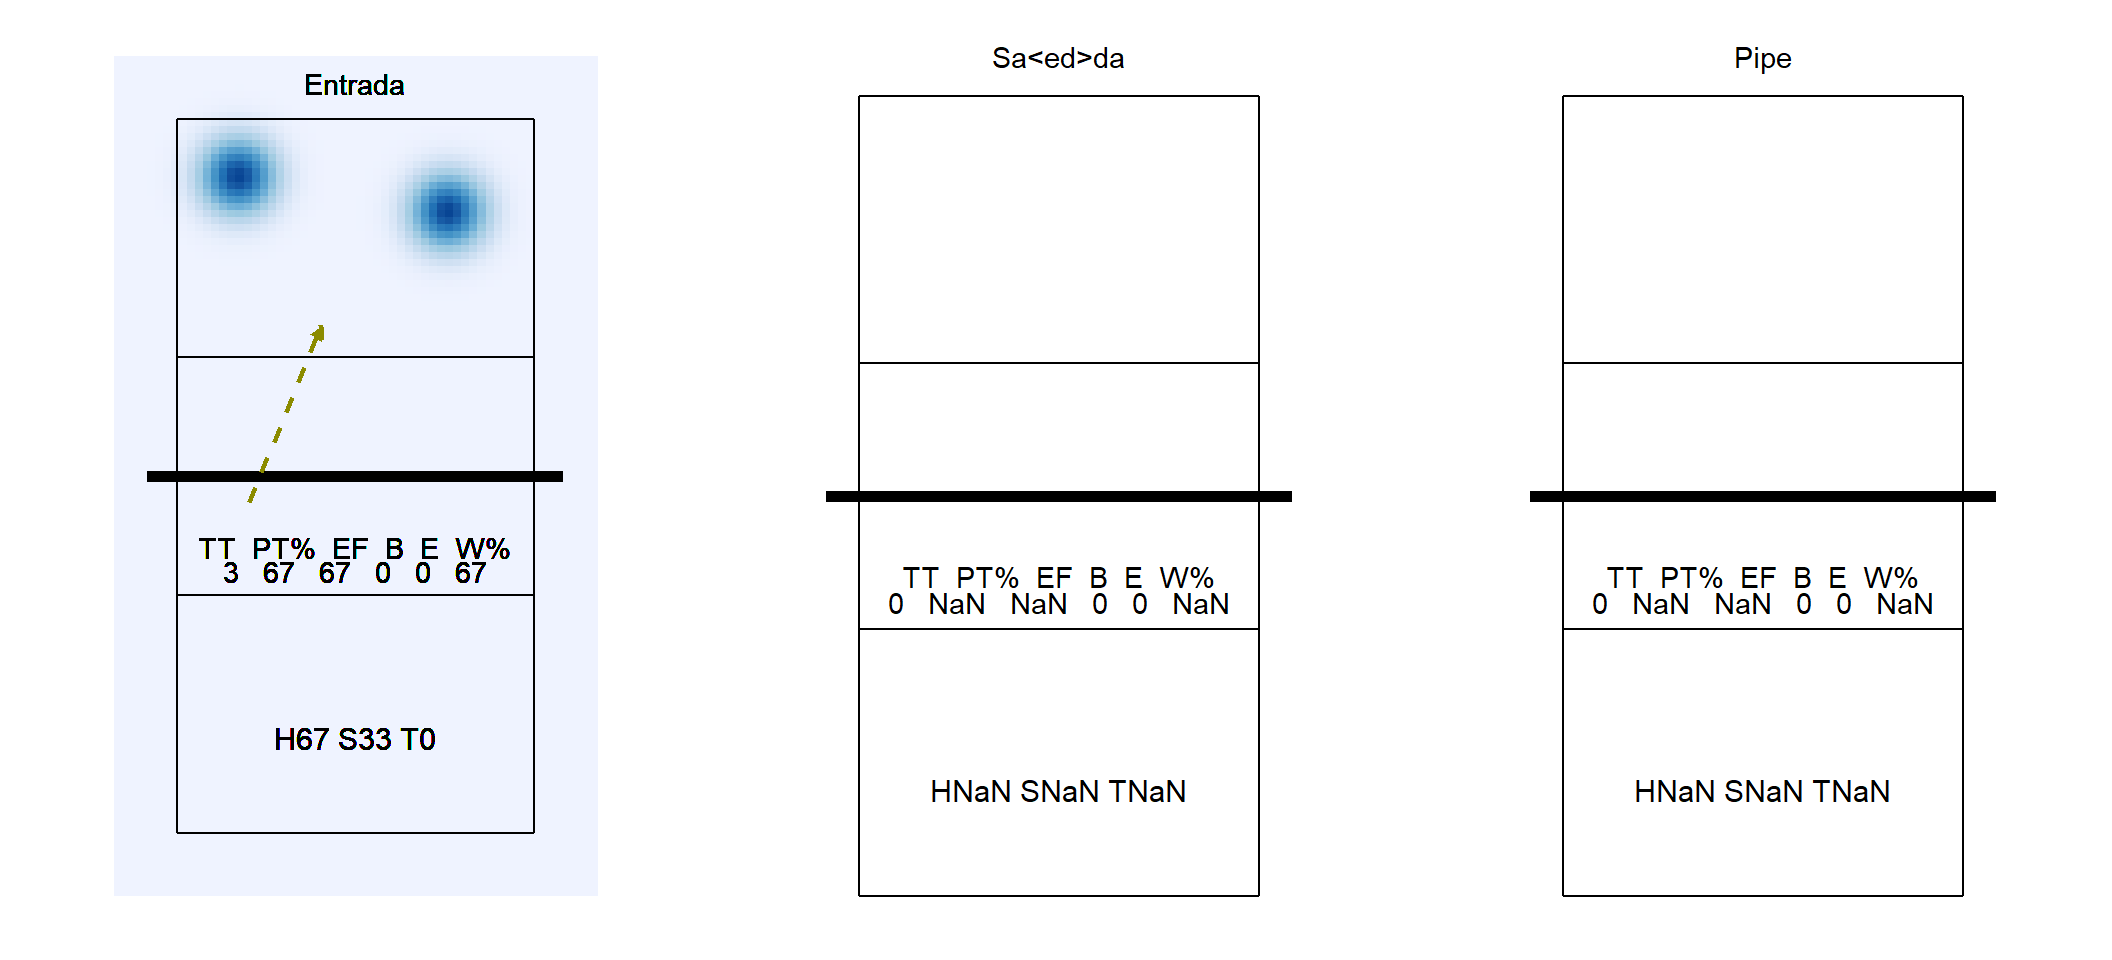 Entrada
TT PT% EF B E W%
3 67 67 0 0 67
H67 S33 T0
Sa<ed>da
TT PT% EF B E W%
0 NaN NaN 0 0 NaN
HNaN SNaN TNaN
Pipe
TT PT% EF B E W%
0 NaN NaN 0 0 NaN
HNaN SNaN TNaN